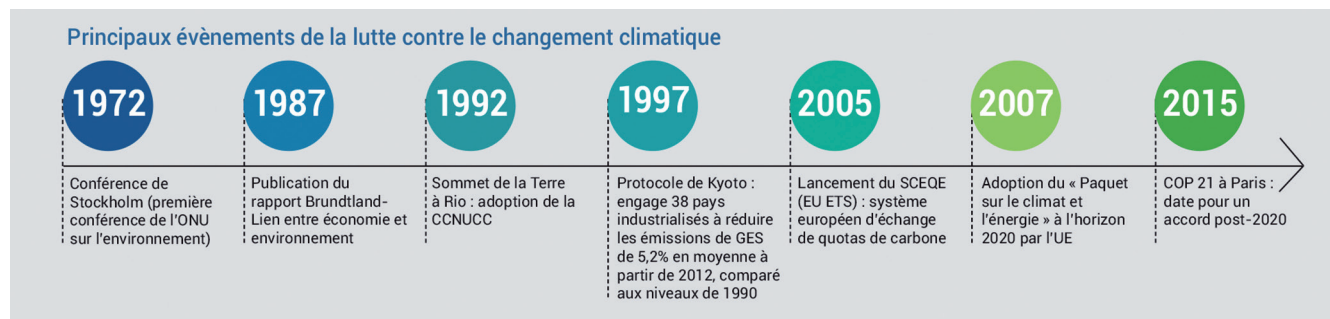 Principaux évènements de la lutte contre le changement climatique
1972
1987
1992
1997
2005
2007
2015
Conférence de
Stockholm (première
conférence de l'ONU
sur l'environnement)
Publication du
rapport Brundtland-
Lien entre économie et
environnement
Sommet de la Terre
à Rio : adoption de la
CCNUCC
Protocole de Kyoto :
engage 38 pays
industrialisés à réduire
les émissions de GES
de 5,2% en moyenne à
partir de 2012, comparé
aux niveaux de 1990
Lancement du SCEQE
(EU ETS) : système
européen d'échange
de quotas de carbone
Adoption du « Paquet
sur le climat et
l'énergie » à l'horizon
2020 par l'UE
COP 21 à Paris :
date pour un
accord post-2020